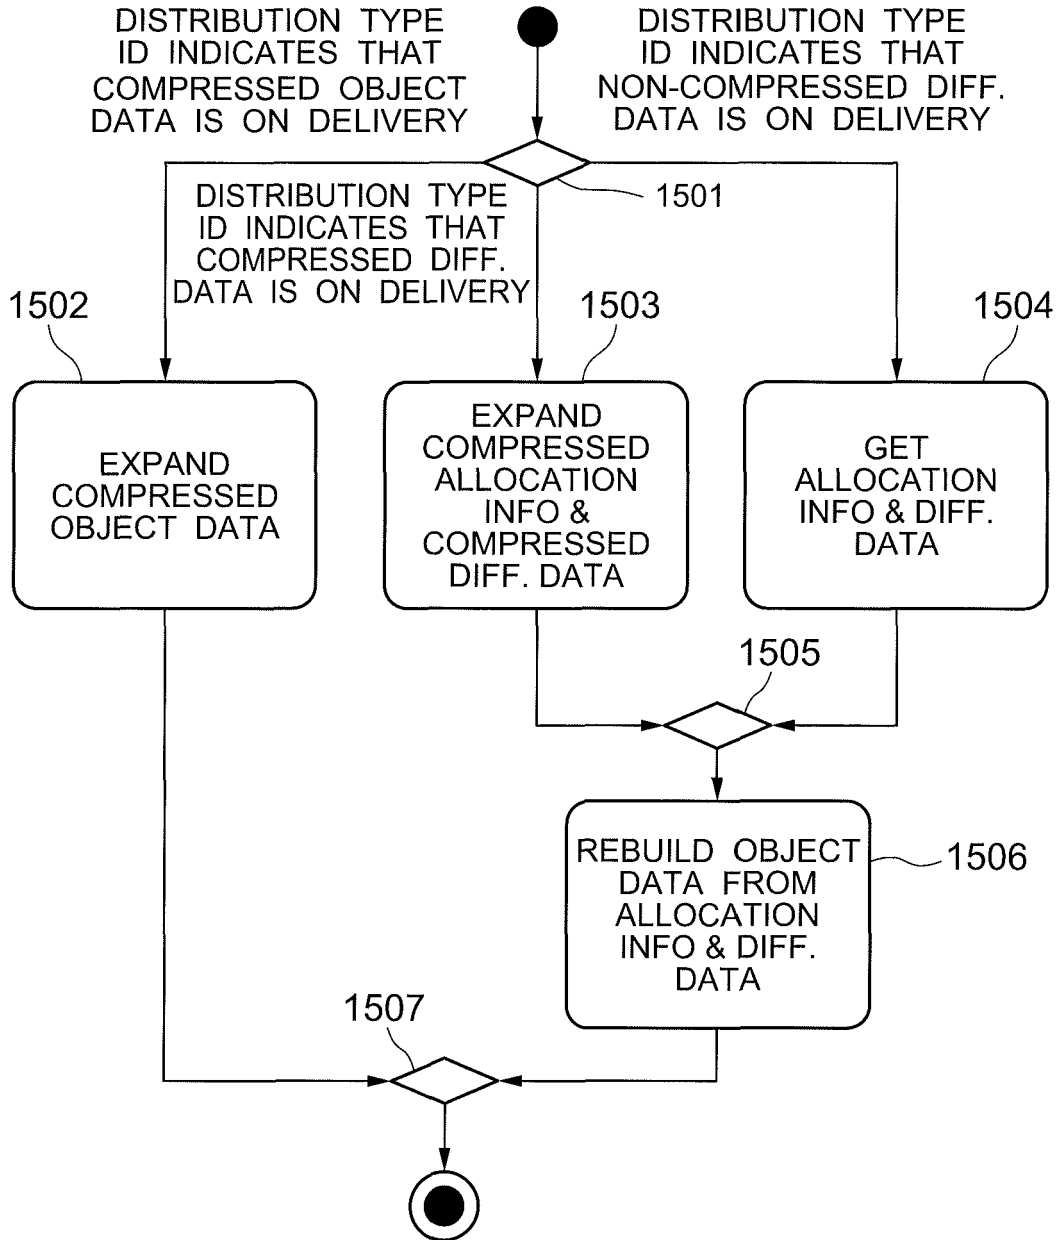 DISTRIBUTION TYPE
ID INDICATES THAT
COMPRESSED OBJECT
DATA IS ON DELIVERY
DISTRIBUTION TYPE
ID INDICATES THAT
NON-COMPRESSED DIFF.
DATA IS ON DELIVERY
1501
DISTRIBUTION TYPE
ID INDICATES THAT
COMPRESSED DIFF.
DATA IS ON DELIVERY
1502
1503
1504
EXPAND
COMPRESSED
OBJECT DATA
EXPAND
COMPRESSED
ALLOCATION
INFO &
COMPRESSED
DIFF. DATA
GET
ALLOCATION
INFO & DIFF.
DATA
1505
REBUILD OBJECT
DATA FROM
ALLOCATION
INFO & DIFF.
DATA
1506
1507